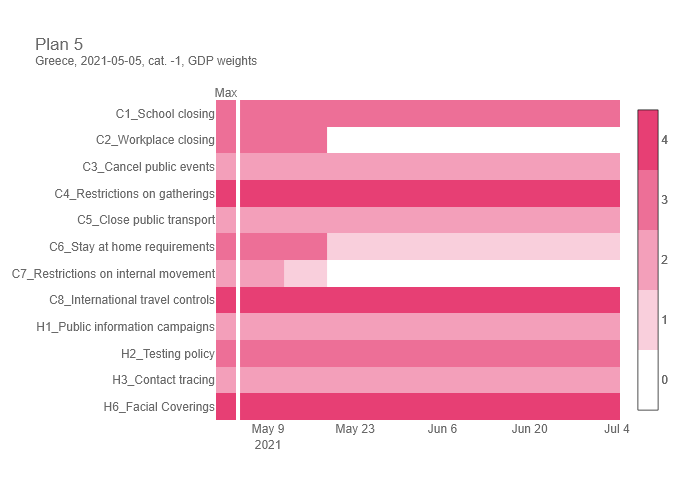 Plan 5
Greece, 2021-05-05, cat. -1, GDP weights
Max
C1_School closing
C2_Workplace closing
C3_Cancel public events
C4_Restrictions on gatherings
C5_Close public transport
C6_Stay at home requirements
C7_Restrictions on internal movement
C8_International travel controls
H1_Public information campaigns
H2_Testing policy
H3_Contact tracing
H6_Facial Coverings
May 9 May 23 Jun 6 Jun 20 Jul 4
2021
4
3
2
1
0